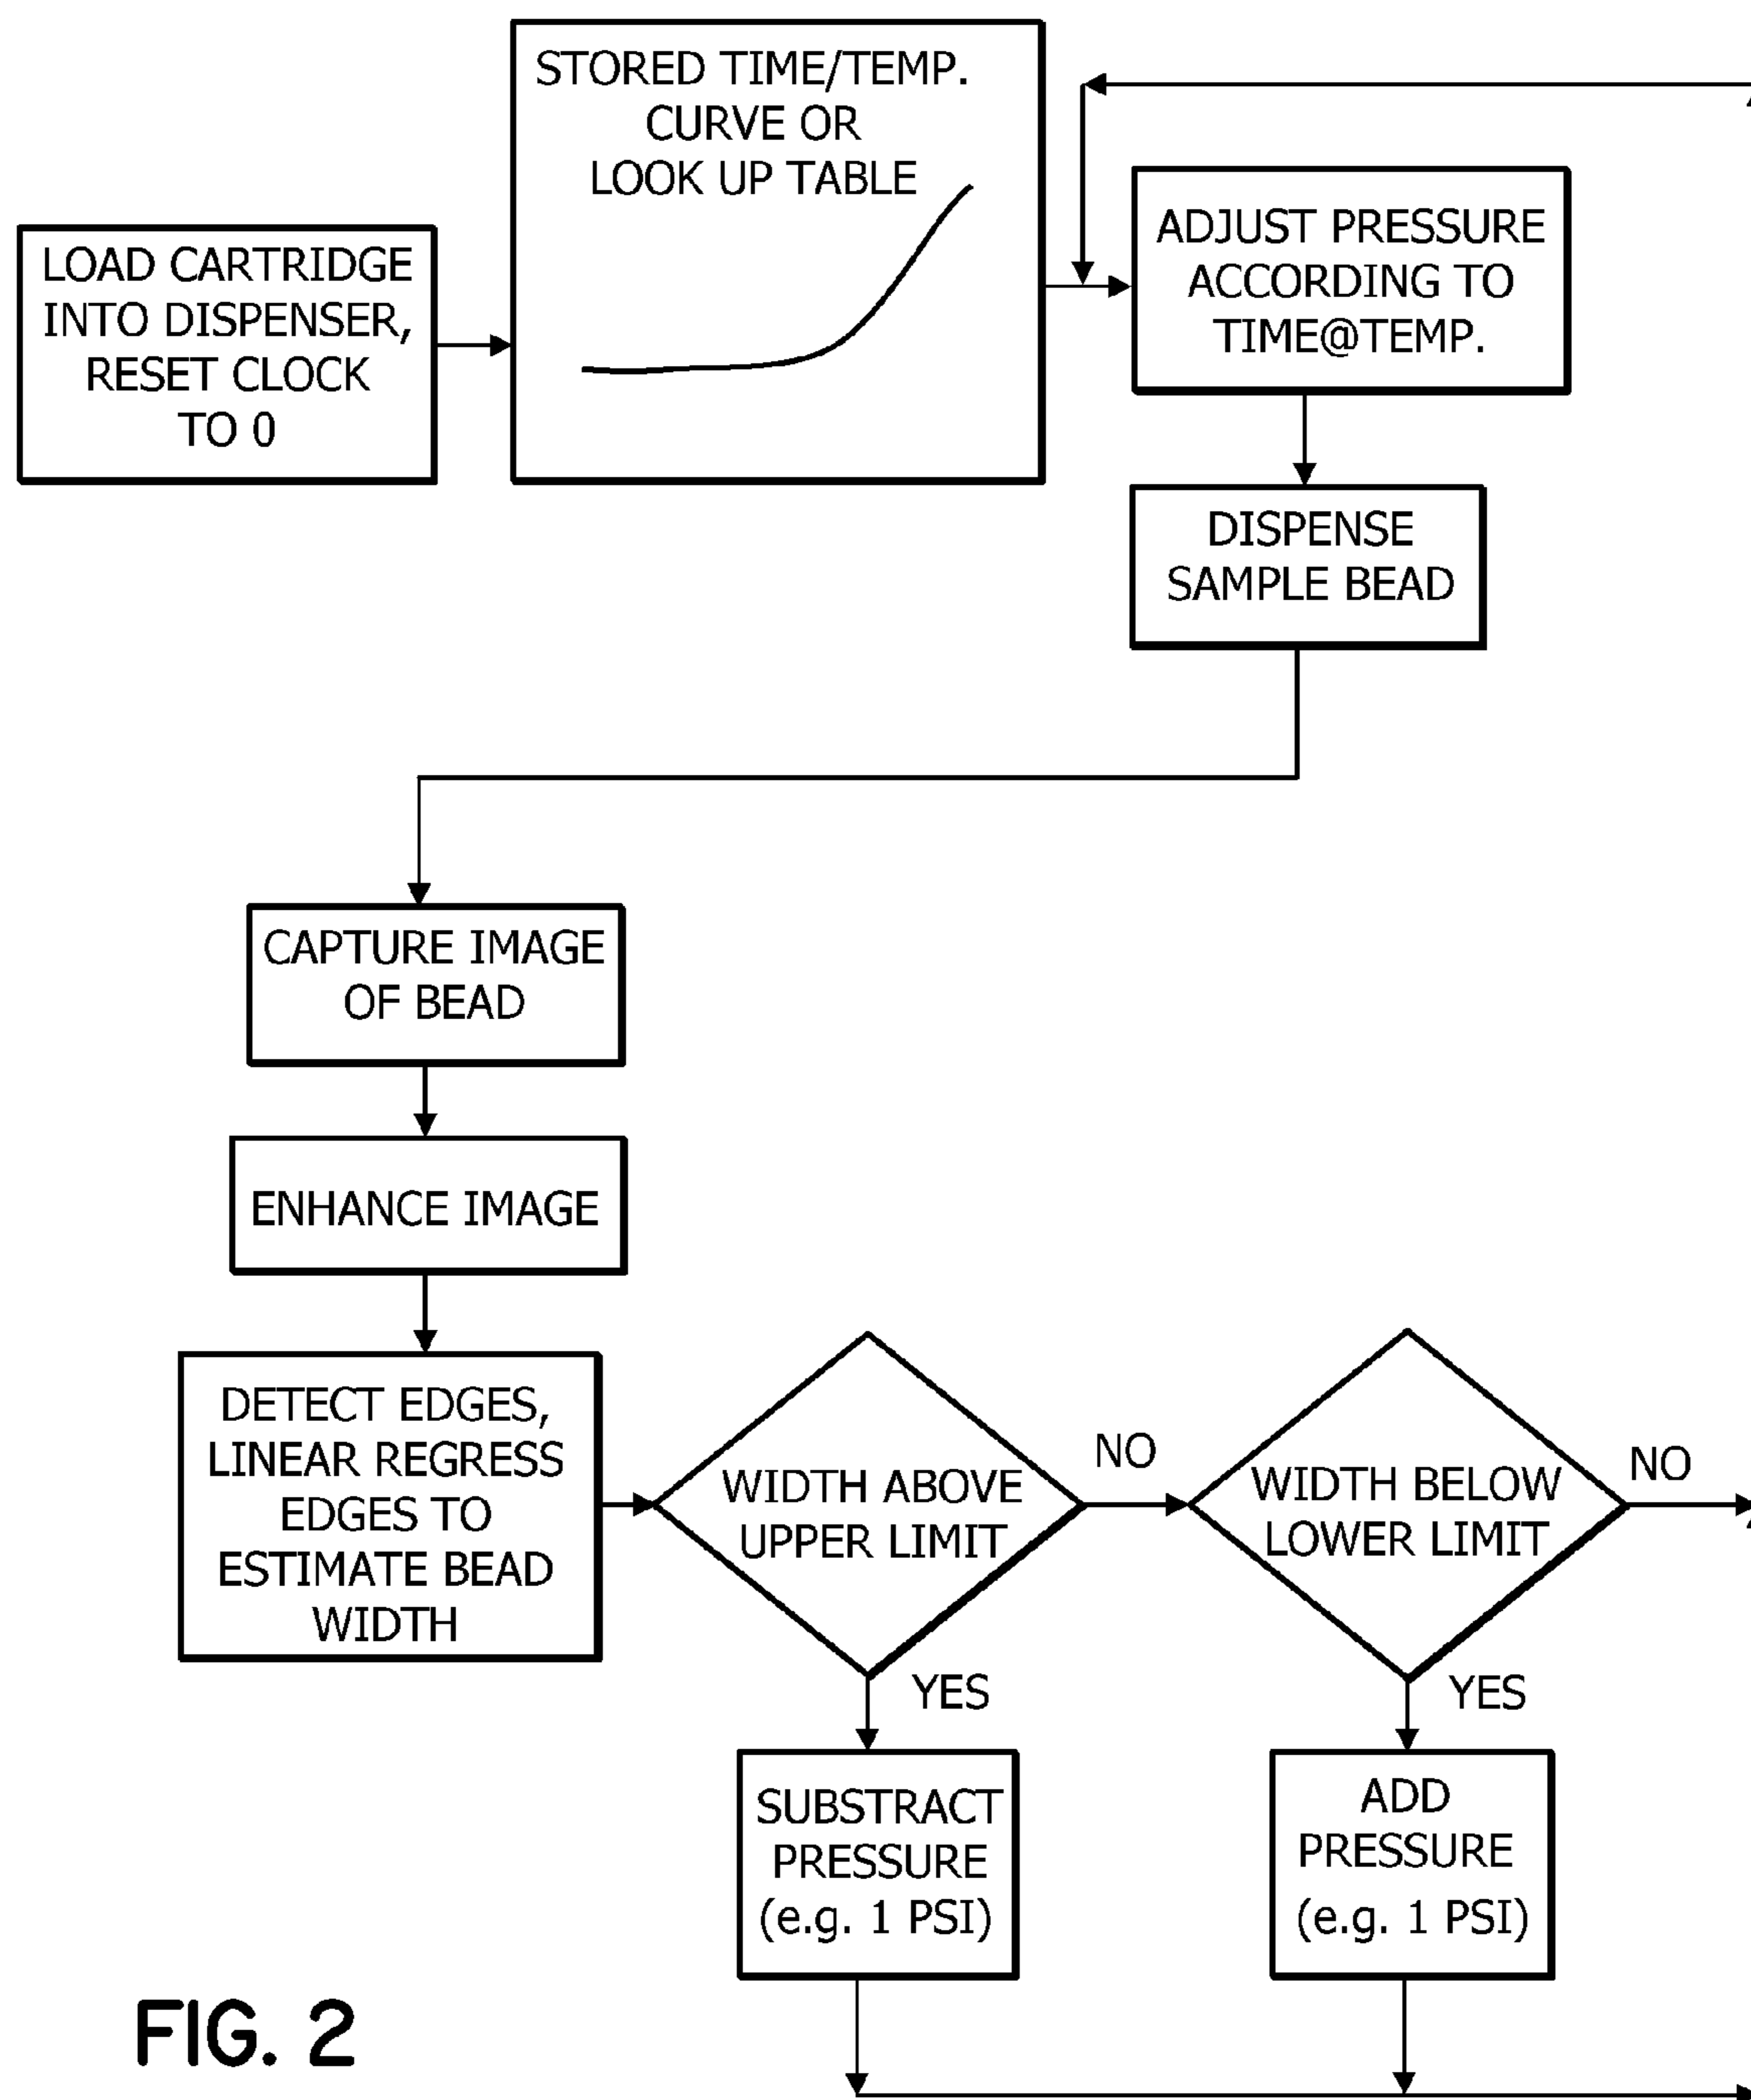 LOAD CARTRIDGE
INTO DISPENSER,
RESET CLOCK
TO 0
STORED TIME/TEMP.
CURVE OR
LOOK UP TABLE
ADJUST PRESSURE
ACCORDING TO
TIME@TEMP.
DISPENSE
SAMPLE BEAD
CAPTURE IMAGE
OF BEAD
ENHANCE IMAGE
DETECT EDGES,
LINEAR REGRESS
EDGES TO
ESTIMATE BEAD
WIDTH
WIDTH ABOVE
UPPER LIMIT
NO
YES
WIDTH BELOW
LOWER LIMIT
NO
YES
SUBSTRACT
PRESSURE
(e.g. 1 PSI)
ADD
PRESSURE
(e.g. 1 PSI)
FIG. 2